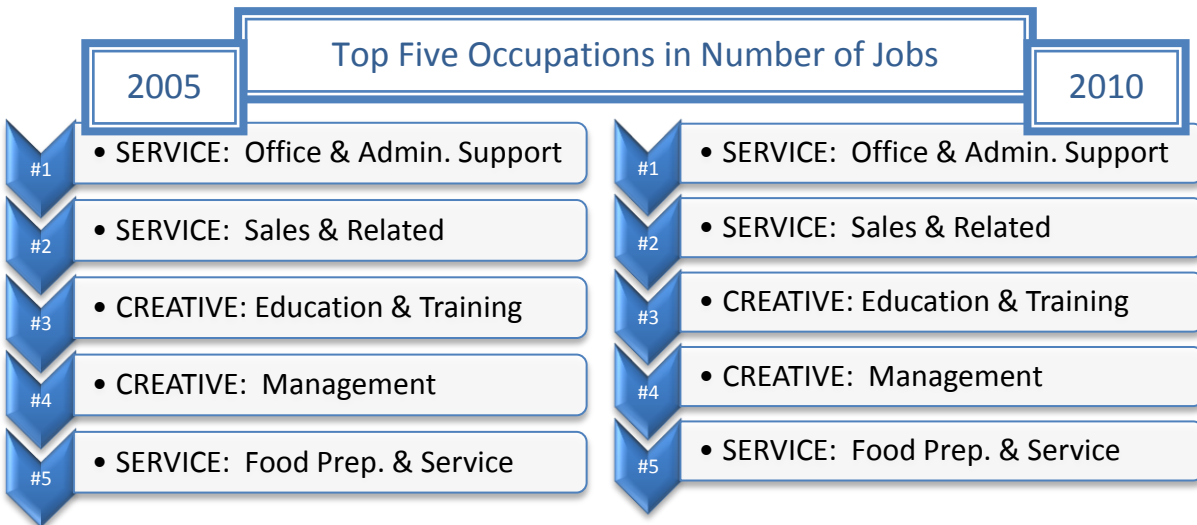 Top Five Occupations in Number of Jobs
2005
#1
• SERVICE:  Office & Admin. Support
#2
• SERVICE:  Sales & Related
#3
• CREATIVE: Education & Training
#4
• CREATIVE:  Management
#5
• SERVICE:  Food Prep. & Service
2010
#1
• SERVICE:  Office & Admin. Support
#2
• SERVICE:  Sales & Related
#3
• CREATIVE: Education & Training
#4
• CREATIVE:  Management
#5
• SERVICE:  Food Prep. & Service